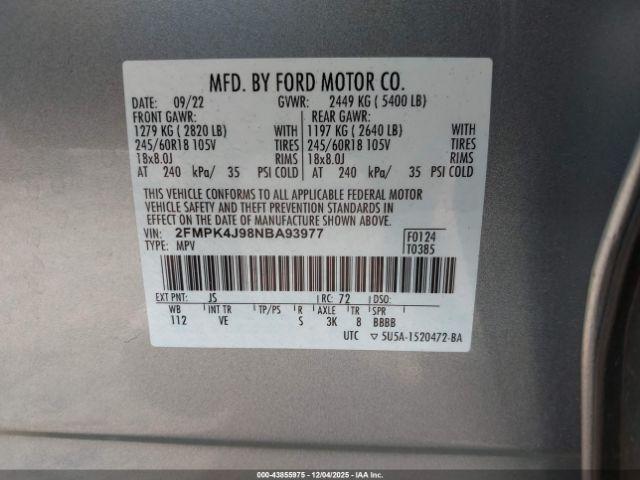 MFD. BY FORD MOTOR CO.
DATE: 09/22 GVWR: 2449 KG ( 5400 LB)
FRONT GAWR: REAR GAWR:
1279 KG ( 2820 LB) WITH 1197 KG ( 2640 LB) WITH
245/60R18 105V TIRES 245/60R18 105V TIRES
18x8.0J RIMS 18x8.0J RIMS
AT 240 kPa/ 35 PSI COLD AT 240 kPa/ 35 PSI COLD
THIS VEHICLE CONFORMS TO ALL APPLICABLE FEDERAL MOTOR
VEHICLE SAFETY AND THEFT PREVENTION STANDARDS IN
EFFECT ON THE DATE OF MANUFACTURE SHOWN ABOVE.
VIN: 2FMPK4J98NBA93977 F0124
TYPE: MPV T0385
EXT PNT: JS RC: 72 DSO:
WB INT TR TP/PS R AXLE TR SPR
112 VE S 3K 8 BBBB
UTC ▽ 5U5A-1520472-BA
000-43855975 - 12/04/2025 - IAAI.COM